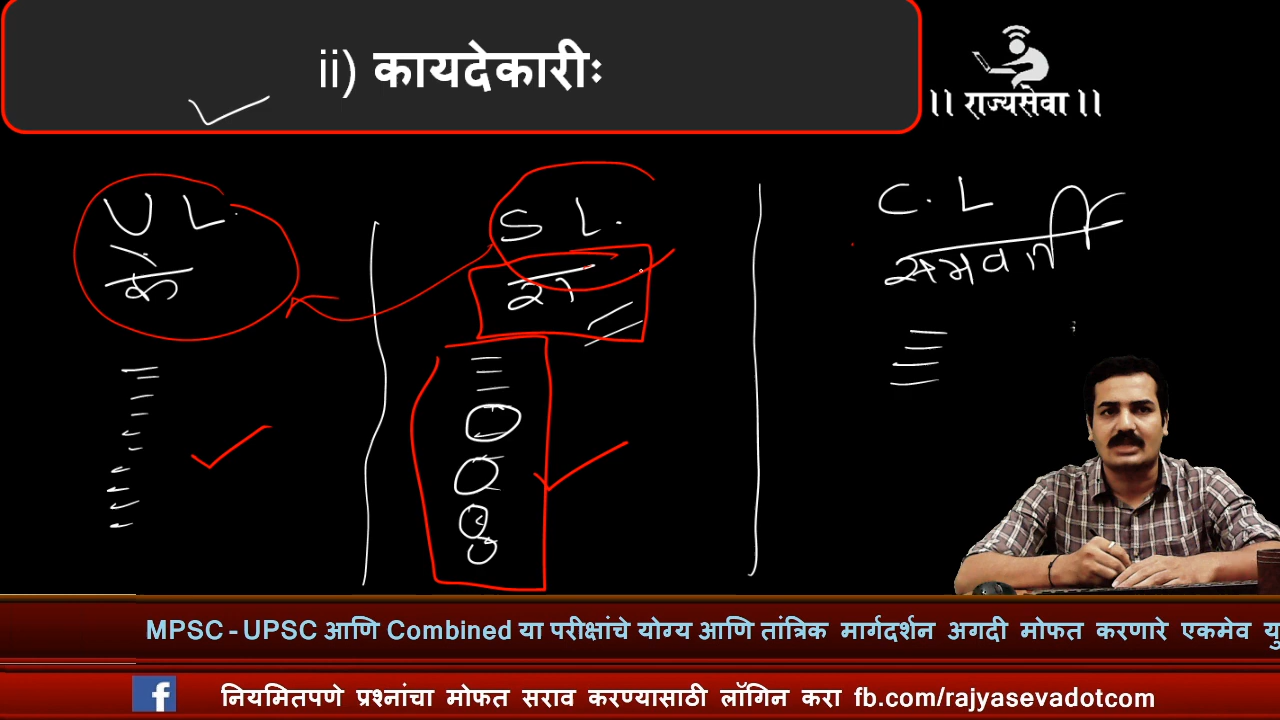 ii) कायदेकारीः
।। राज्यसेवा ।।
U L.
के
S L.
रा
C. L
समवर्ती
MPSC - UPSC आणि Combined या परीक्षांचे योग्य आणि तांत्रिक मार्गदर्शन अगदी मोफत करणारे एकमेव यु
नियमितपणे प्रश्नांचा मोफत सराव करण्यासाठी लॉगिन करा fb.com/rajyasevadotcom